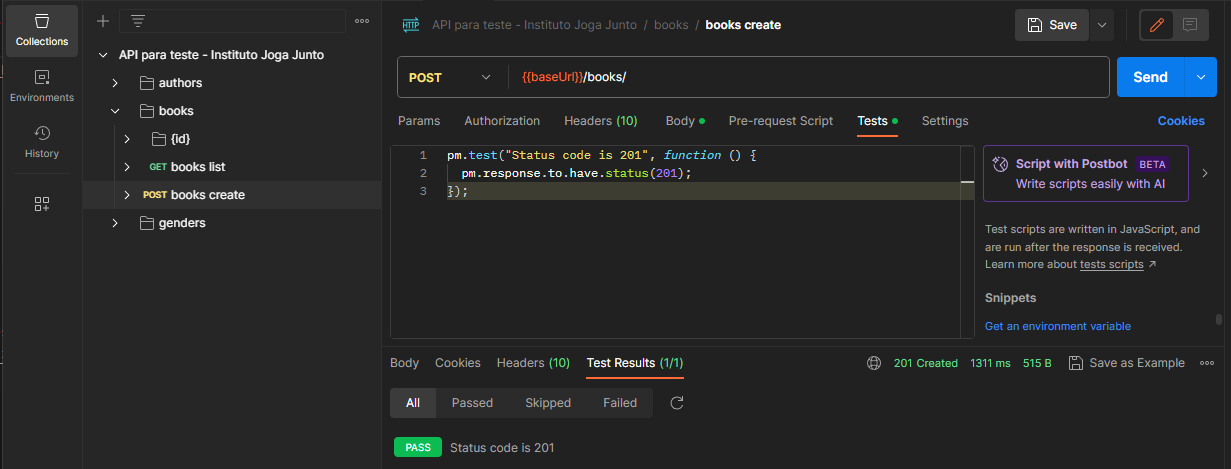 API para teste - Instituto Joga Junto / books / books create
Save
Collections
API para teste - Instituto Joga Junto
authors
books
{id}
GET books list
POST books create
genders
Environments
History
POST {{baseUrl}}/books/
Send
Params Authorization Headers (10) Body Pre-request Script Tests Settings Cookies
1 pm.test("Status code is 201", function () {
2 pm.response.to.have.status(201);
3 });
Script with Postbot BETA
Write scripts easily with AI
Test scripts are written in JavaScript, and
are run after the response is received.
Learn more about tests scripts ↗
Snippets
Get an environment variable
Body Cookies Headers (10) Test Results (1/1) 201 Created 1311 ms 515 B Save as Example
All Passed Skipped Failed
PASS Status code is 201